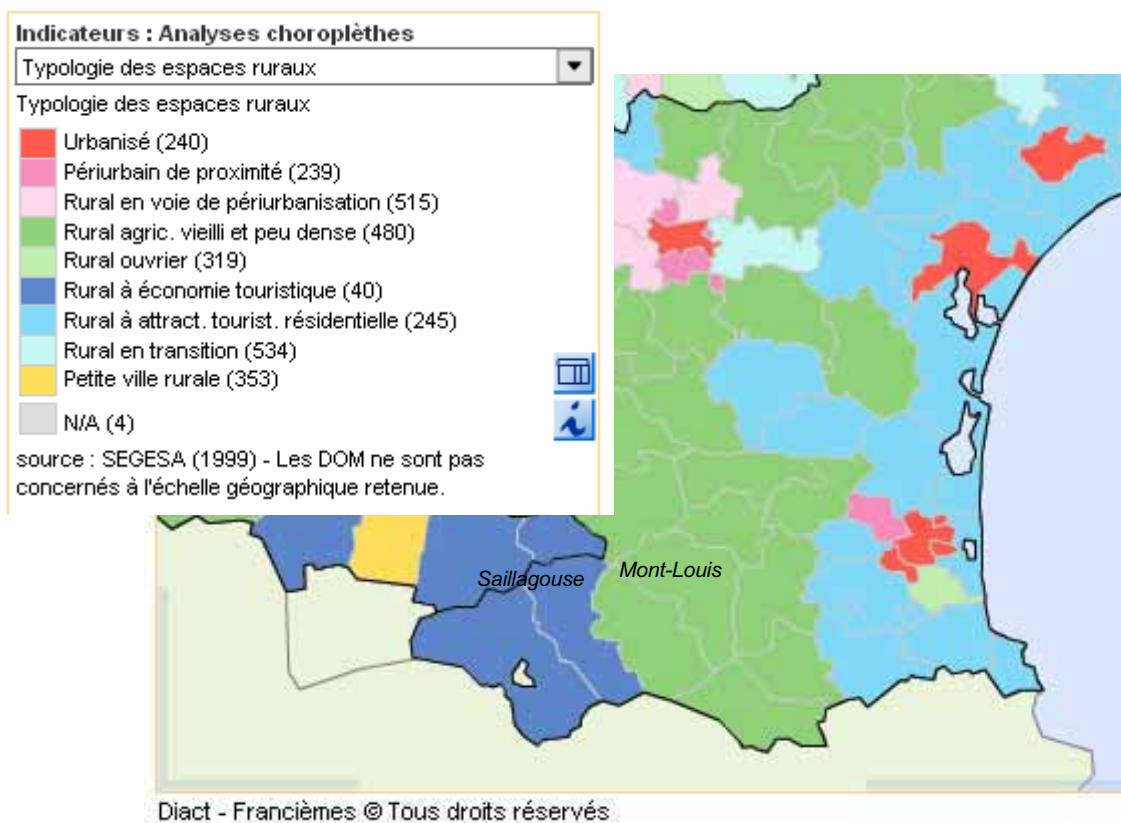 Indicateurs : Analyses choroplèthes
Typologie des espaces ruraux
Typologie des espaces ruraux
Urbanisé (240)
Périurbain de proximité (239)
Rural en voie de périurbanisation (515)
Rural agric. vieilli et peu dense (480)
Rural ouvrier (319)
Rural à économie touristique (40)
Rural à attract. tourist. résidentielle (245)
Rural en transition (534)
Petite ville rurale (353)
N/A (4)
source : SEGESA (1999) - Les DOM ne sont pas
concernés à l'échelle géographique retenue.
Saillagouse
Mont-Louis
Diact - Francièmes © Tous droits réservés